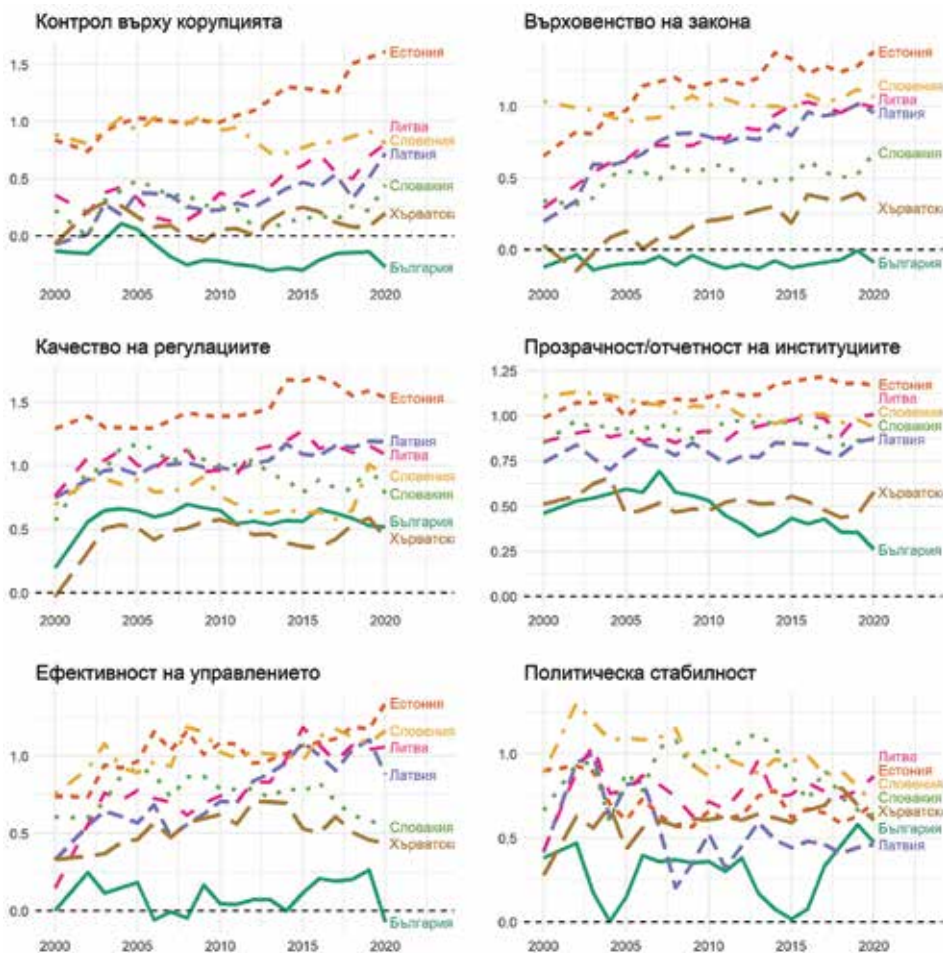 Контрол върху корупцията
1.5
1.0
0.5
0.0
Естония
Литва
Словения
Латвия
Словакия
Хърватска
България
2000 2005 2010 2015 2020
Върховенство на закона
1.0
0.5
0.0
Естония
Словения
Литва
Латвия
Словакия
Хърватска
България
2000 2005 2010 2015 2020
Качество на регулациите
1.5
1.0
0.5
0.0
Естония
Латвия
Литва
Словения
Словакия
България
Хърватска
2000 2005 2010 2015 2020
Прозрачност/отчетност на институциите
1.25
1.00
0.75
0.50
0.25
0.00
Естония
Литва
Словения
Словакия
Латвия
Хърватска
България
2000 2005 2010 2015 2020
Ефективност на управлението
1.0
0.5
0.0
Естония
Словения
Литва
Латвия
Словакия
Хърватска
България
2000 2005 2010 2015 2020
Политическа стабилност
1.0
0.5
0.0
Литва
Естония
Словения
Словакия
Хърватска
България
Латвия
2000 2005 2010 2015 2020